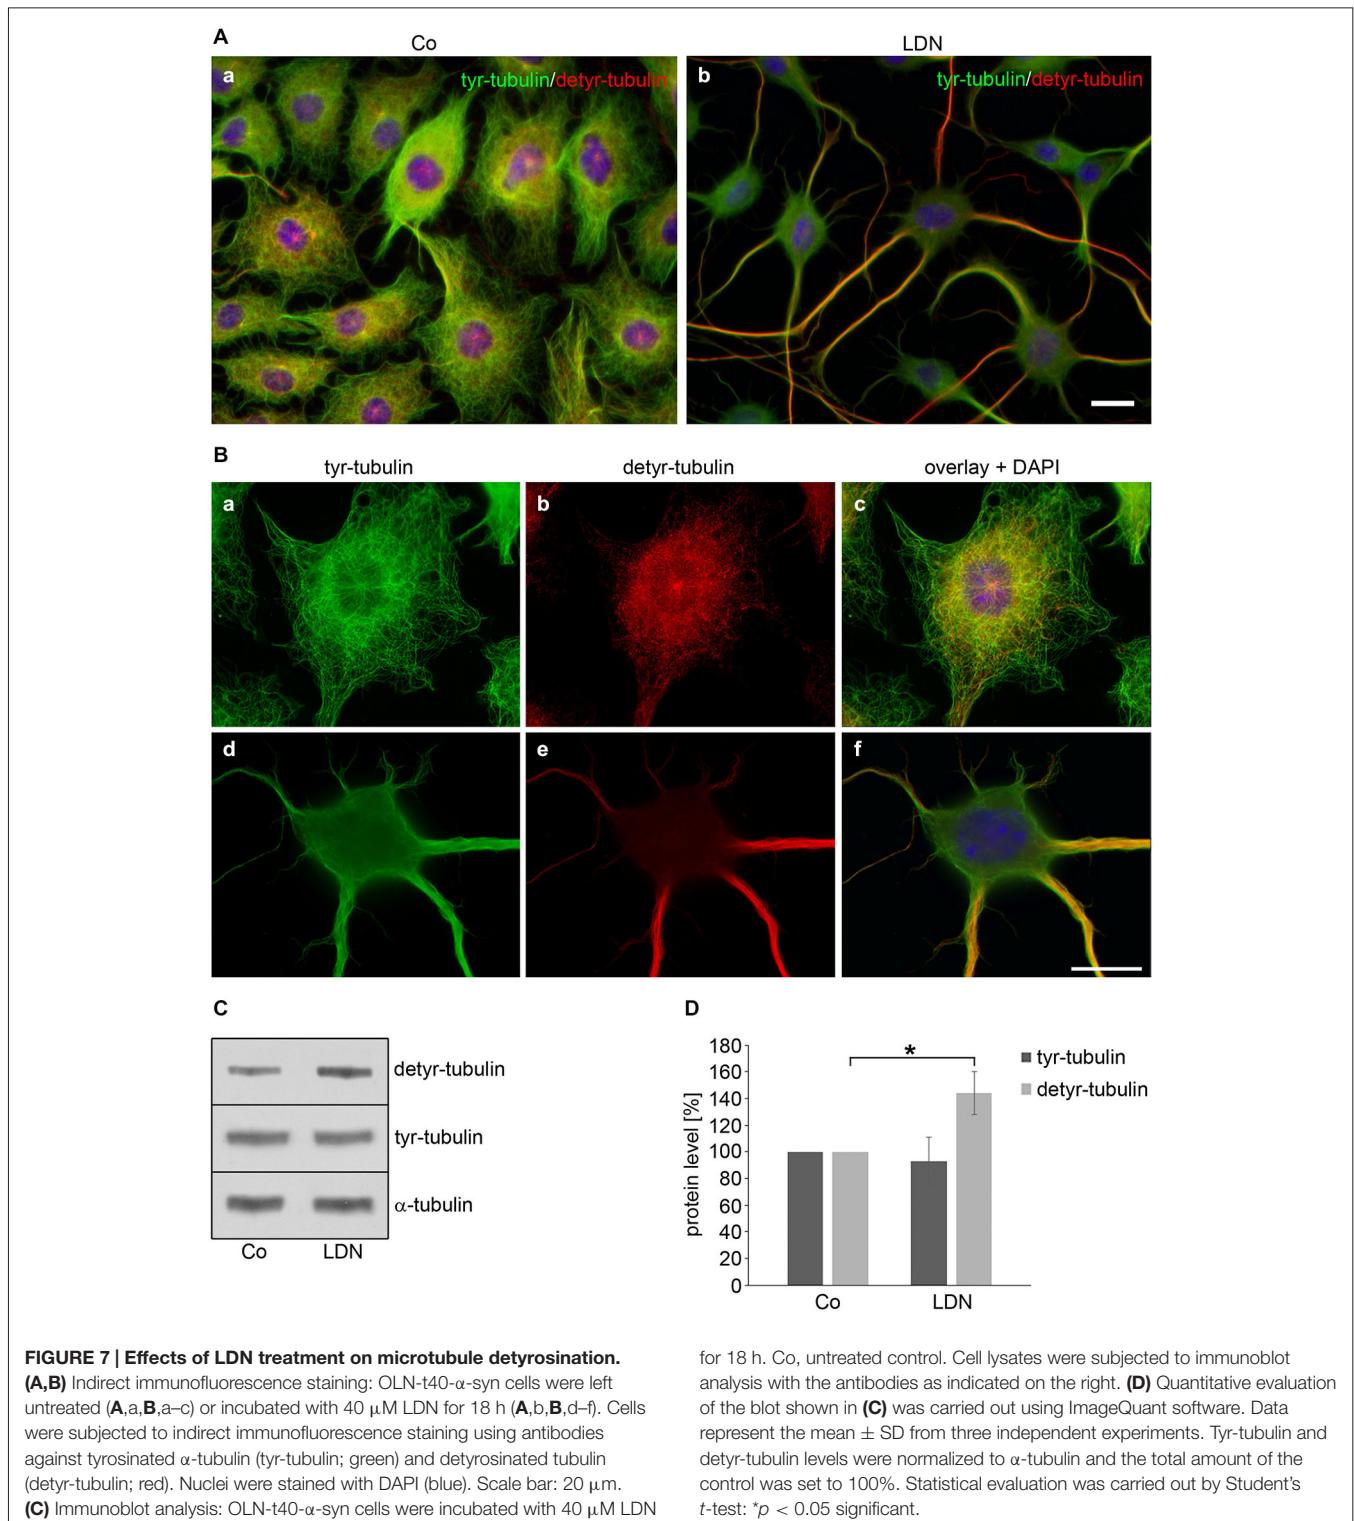 A
Co
LDN
a
tyr-tubulin/detyr-tubulin
b
tyr-tubulin/detyr-tubulin
B
tyr-tubulin
detyr-tubulin
overlay + DAPI
a
b
c
d
e
f
C
detyr-tubulin
tyr-tubulin
α-tubulin
Co
LDN
D
protein level [%]
180
160
140
120
100
80
60
40
20
0
*
tyr-tubulin
detyr-tubulin
Co
LDN
FIGURE 7 | Effects of LDN treatment on microtubule detyrosination.
(A,B) Indirect immunofluorescence staining: OLN-t40-α-syn cells were left
untreated (A,a,B,a–c) or incubated with 40 μM LDN for 18 h (A,b,B,d–f). Cells
were subjected to indirect immunofluorescence staining using antibodies
against tyrosinated α-tubulin (tyr-tubulin; green) and detyrosinated tubulin
(detyr-tubulin; red). Nuclei were stained with DAPI (blue). Scale bar: 20 μm.
(C) Immunoblot analysis: OLN-t40-α-syn cells were incubated with 40 μM LDN
for 18 h. Co, untreated control. Cell lysates were subjected to immunoblot
analysis with the antibodies as indicated on the right. (D) Quantitative evaluation
of the blot shown in (C) was carried out using ImageQuant software. Data
represent the mean ± SD from three independent experiments. Tyr-tubulin and
detyr-tubulin levels were normalized to α-tubulin and the total amount of the
control was set to 100%. Statistical evaluation was carried out by Student's
t-test: *p < 0.05 significant.